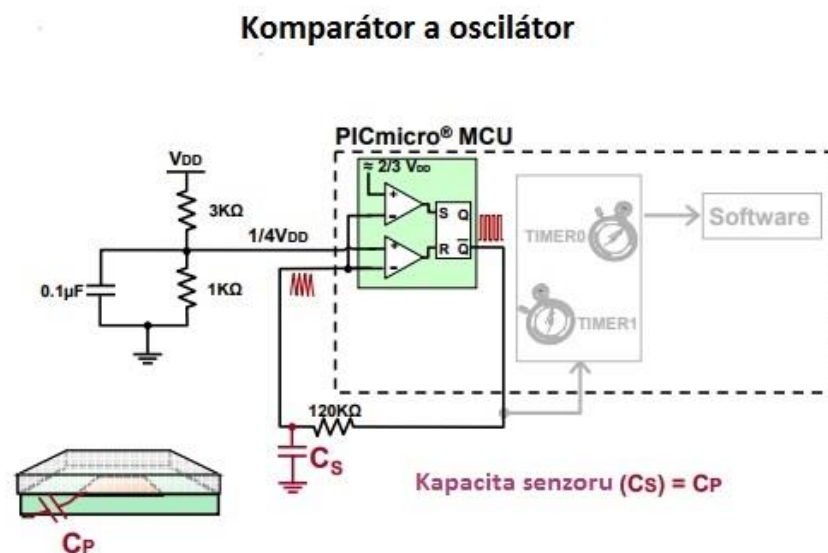 Komparátor a oscilátor
PICmicro® MCU
VDD
≈ 2/3 VDD
3KΩ
+
−
S Q
1/4VDD
TIMER0
Software
+
−
R Q̅
0.1µF
1KΩ
TIMER1
120KΩ
CS
Kapacita senzoru (CS) = CP
CP